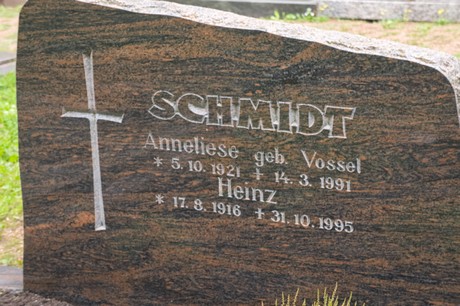 SCHMIDT
Anneliese geb. Vossel
* 5.10.1921 + 14.3.1991
Heinz
* 17.8.1916 + 31.10.1995